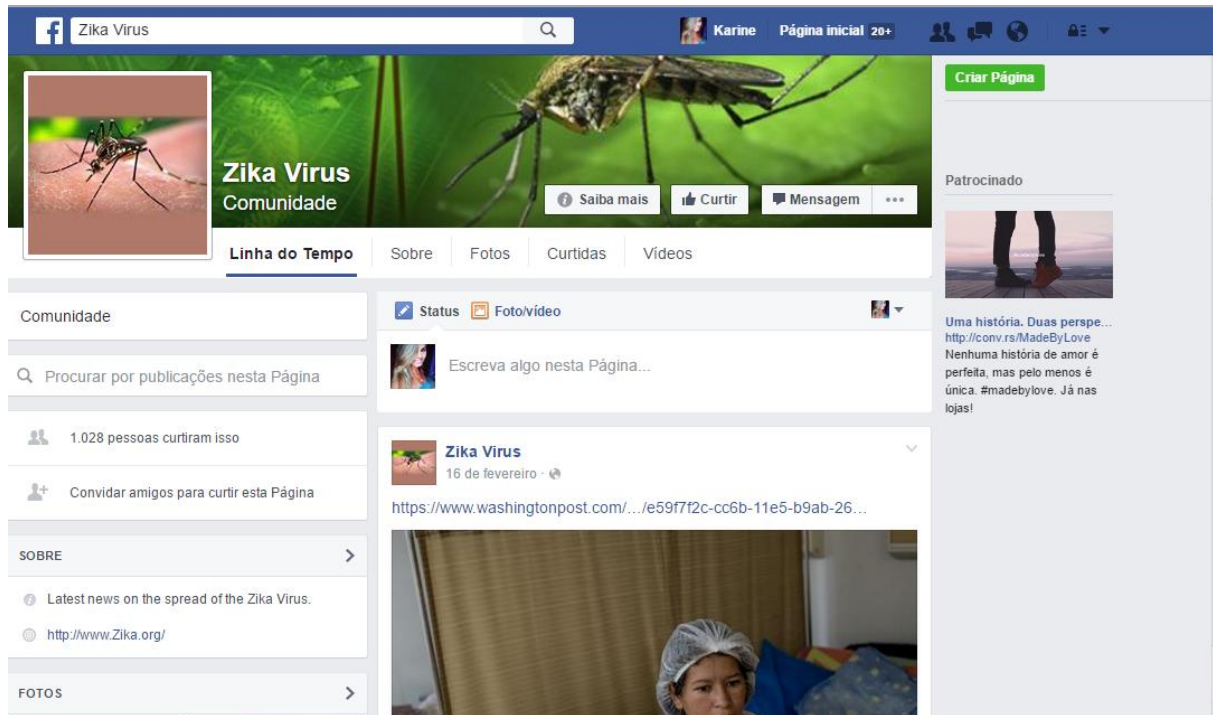 f Zika Virus
Karine Página inicial 20+
Criar Página
Zika Virus
Comunidade
Saiba mais Curtir Mensagem
Linha do Tempo Sobre Fotos Curtidas Vídeos
Patrocinado
Uma história. Duas perspe...
http://conv.rs/MadeByLove
Nenhuma história de amor é
perfeita, mas pelo menos é
única. #madebylove. Já nas
lojas!
Comunidade
Procurar por publicações nesta Página
1.028 pessoas curtiram isso
Convidar amigos para curtir esta Página
SOBRE
Latest news on the spread of the Zika Virus.
http://www.Zika.org/
FOTOS
Status Foto/vídeo
Escreva algo nesta Página...
Zika Virus
16 de fevereiro ·
https://www.washingtonpost.com/…/e59f7f2c-cc6b-11e5-b9ab-26…